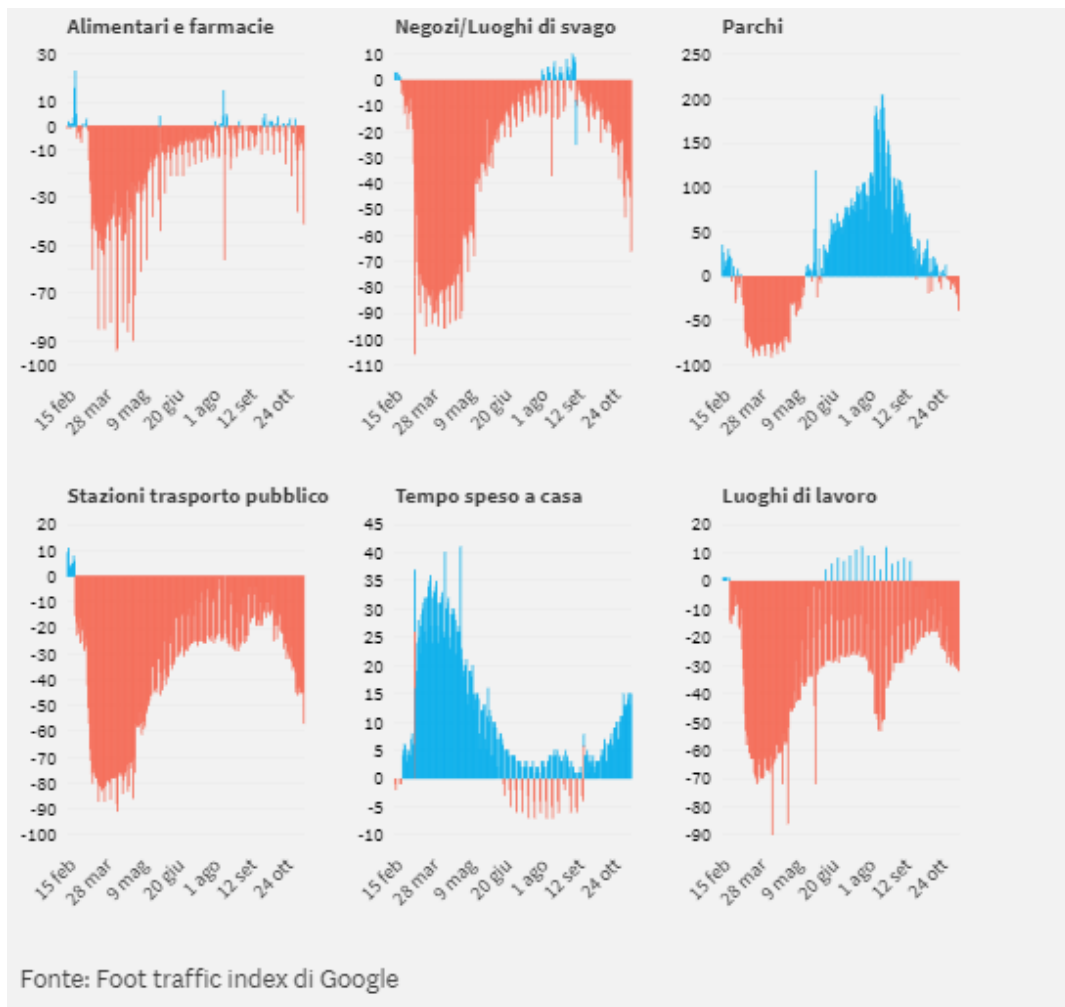 Alimentari e farmacie
30
10
0
-10
-30
-50
-70
-90
-100
15 feb
28 mar
9 mag
20 giu
1 ago
12 set
24 ott
Negozi/Luoghi di svago
10
0
-10
-20
-30
-40
-50
-60
-70
-80
-90
-100
-110
15 feb
28 mar
9 mag
20 giu
1 ago
12 set
24 ott
Parchi
250
200
150
100
50
0
-50
-100
15 feb
28 mar
9 mag
20 giu
1 ago
12 set
24 ott
Stazioni trasporto pubblico
20
10
0
-10
-20
-30
-40
-50
-60
-70
-80
-90
-100
15 feb
28 mar
9 mag
20 giu
1 ago
12 set
24 ott
Tempo speso a casa
45
40
35
30
25
20
15
10
5
0
-5
-10
15 feb
28 mar
9 mag
20 giu
1 ago
12 set
24 ott
Luoghi di lavoro
20
10
0
-10
-20
-30
-40
-50
-60
-70
-80
-90
15 feb
28 mar
9 mag
20 giu
1 ago
12 set
24 ott
Fonte: Foot traffic index di Google